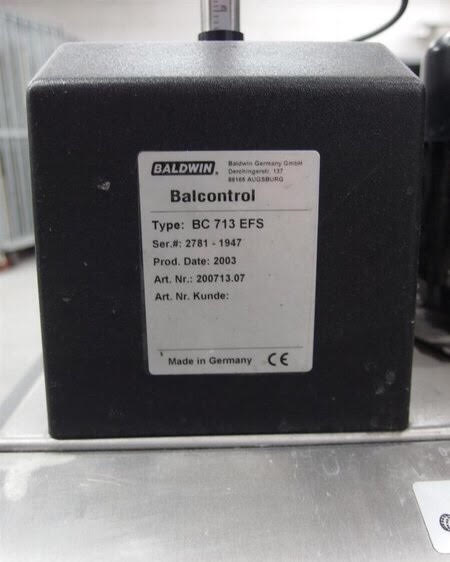 BALDWIN
Baldwin Germany GmbH
Derchingerstr. 137
86165 AUGSBURG
Balcontrol
Type: BC 713 EFS
Ser.#: 2781 - 1947
Prod. Date: 2003
Art. Nr.: 200713.07
Art. Nr. Kunde:
Made in Germany CE